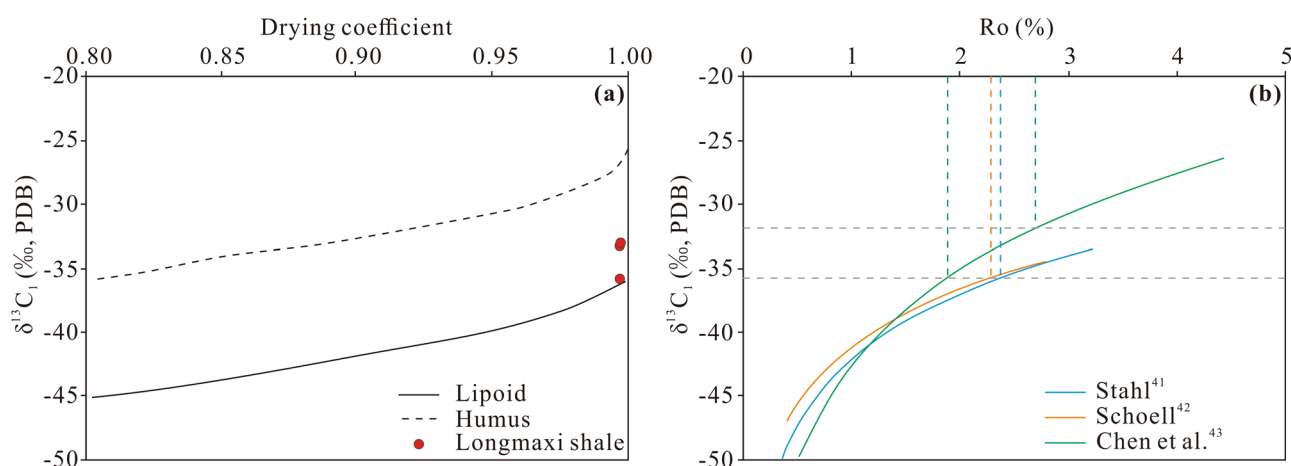 Drying coefficient
0.80 0.85 0.90 0.95 1.00
-20
-25
-30
-35
-40
-45
-50
δ¹³C₁ (‰, PDB)
(a)
Lipoid
Humus
Longmaxi shale
Ro (%)
0 1 2 3 4 5
-20
-25
-30
-35
-40
-45
-50
δ¹³C₁ (‰, PDB)
(b)
Stahl⁴¹
Schoell⁴²
Chen et al.⁴³